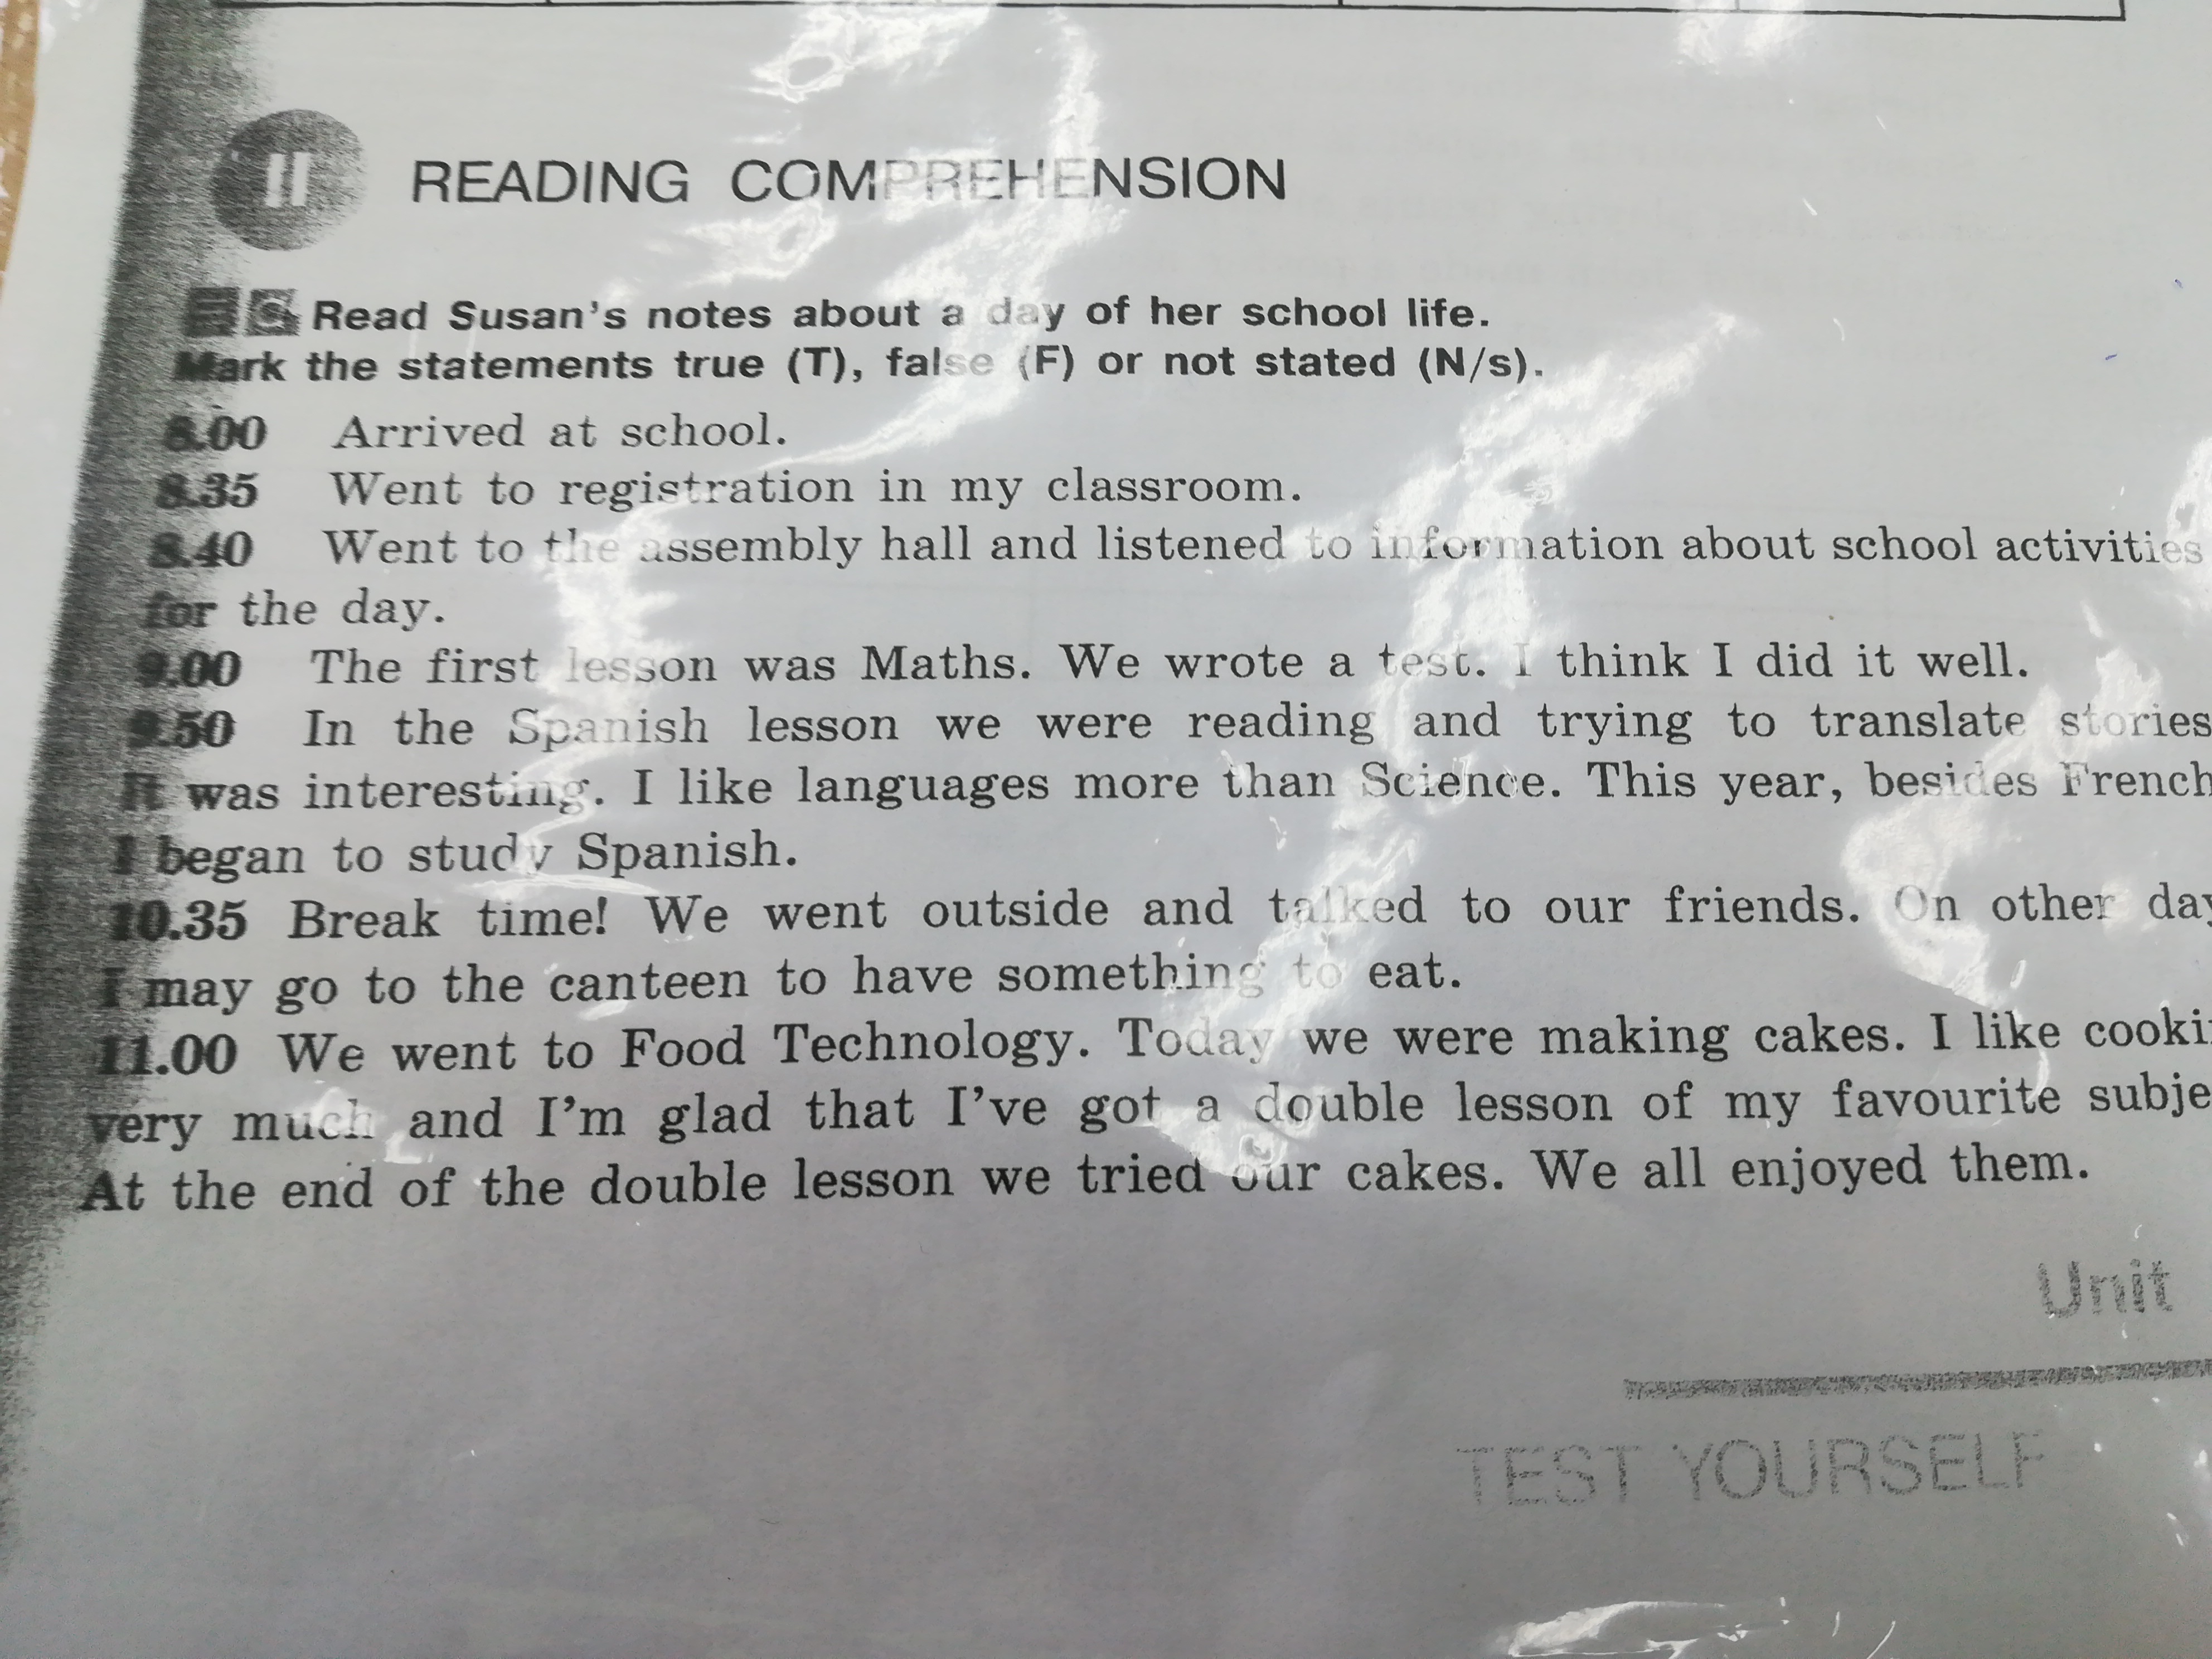 II READING COMPREHENSION
Read Susan's notes about a day of her school life.
Mark the statements true (T), false (F) or not stated (N/s).
8.00 Arrived at school.
8.35 Went to registration in my classroom.
8.40 Went to the assembly hall and listened to information about school activities
for the day.
9.00 The first lesson was Maths. We wrote a test. I think I did it well.
9.50 In the Spanish lesson we were reading and trying to translate stories
It was interesting. I like languages more than Science. This year, besides French
I began to study Spanish.
10.35 Break time! We went outside and talked to our friends. On other day
I may go to the canteen to have something to eat.
11.00 We went to Food Technology. Today we were making cakes. I like cooki
very much and I'm glad that I've got a double lesson of my favourite subje
At the end of the double lesson we tried our cakes. We all enjoyed them.
Unit
TEST YOURSELF